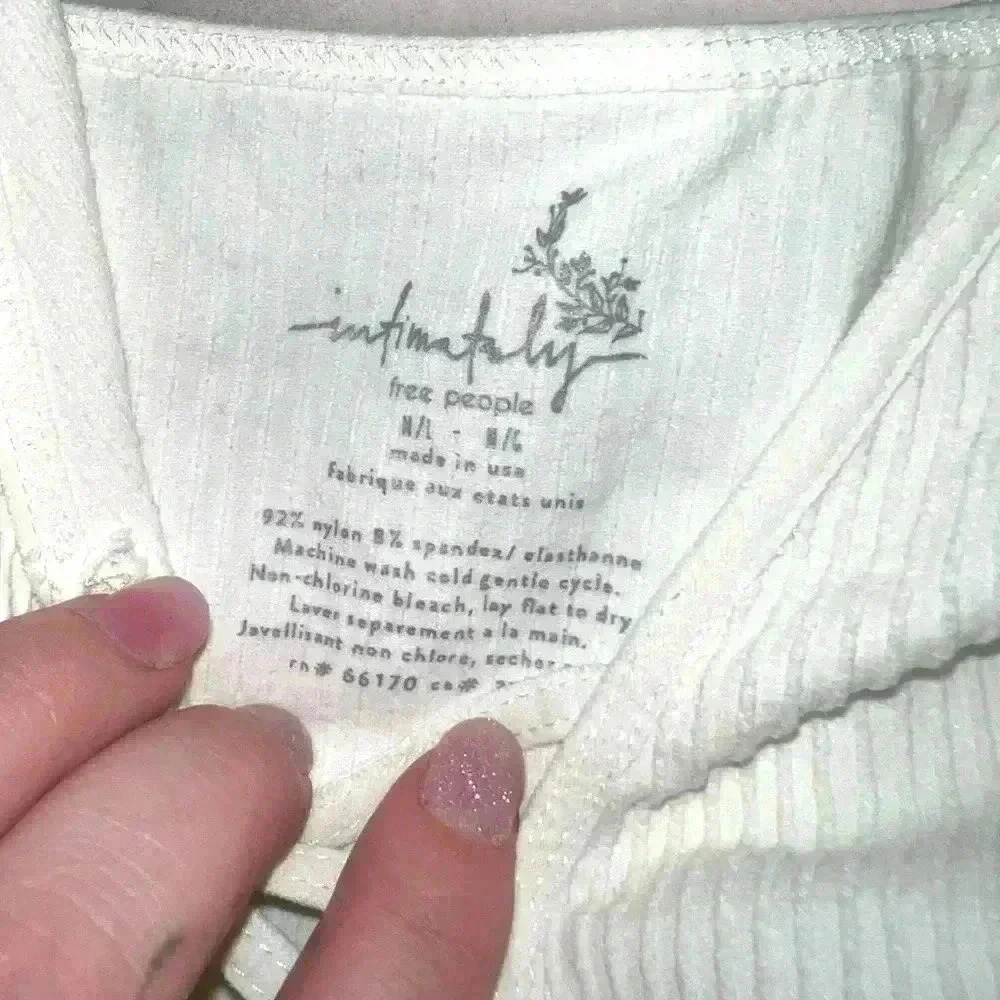 intimately
free people
M/L - M/G
made in usa
fabrique aux etats unis
92% nylon 8% spandex/ elasthanne
Machine wash cold gentle cycle.
Non-chlorine bleach, lay flat to dry
Laver separement a la main.
Javellisant non chlore, secher
rn# 66170 ca#